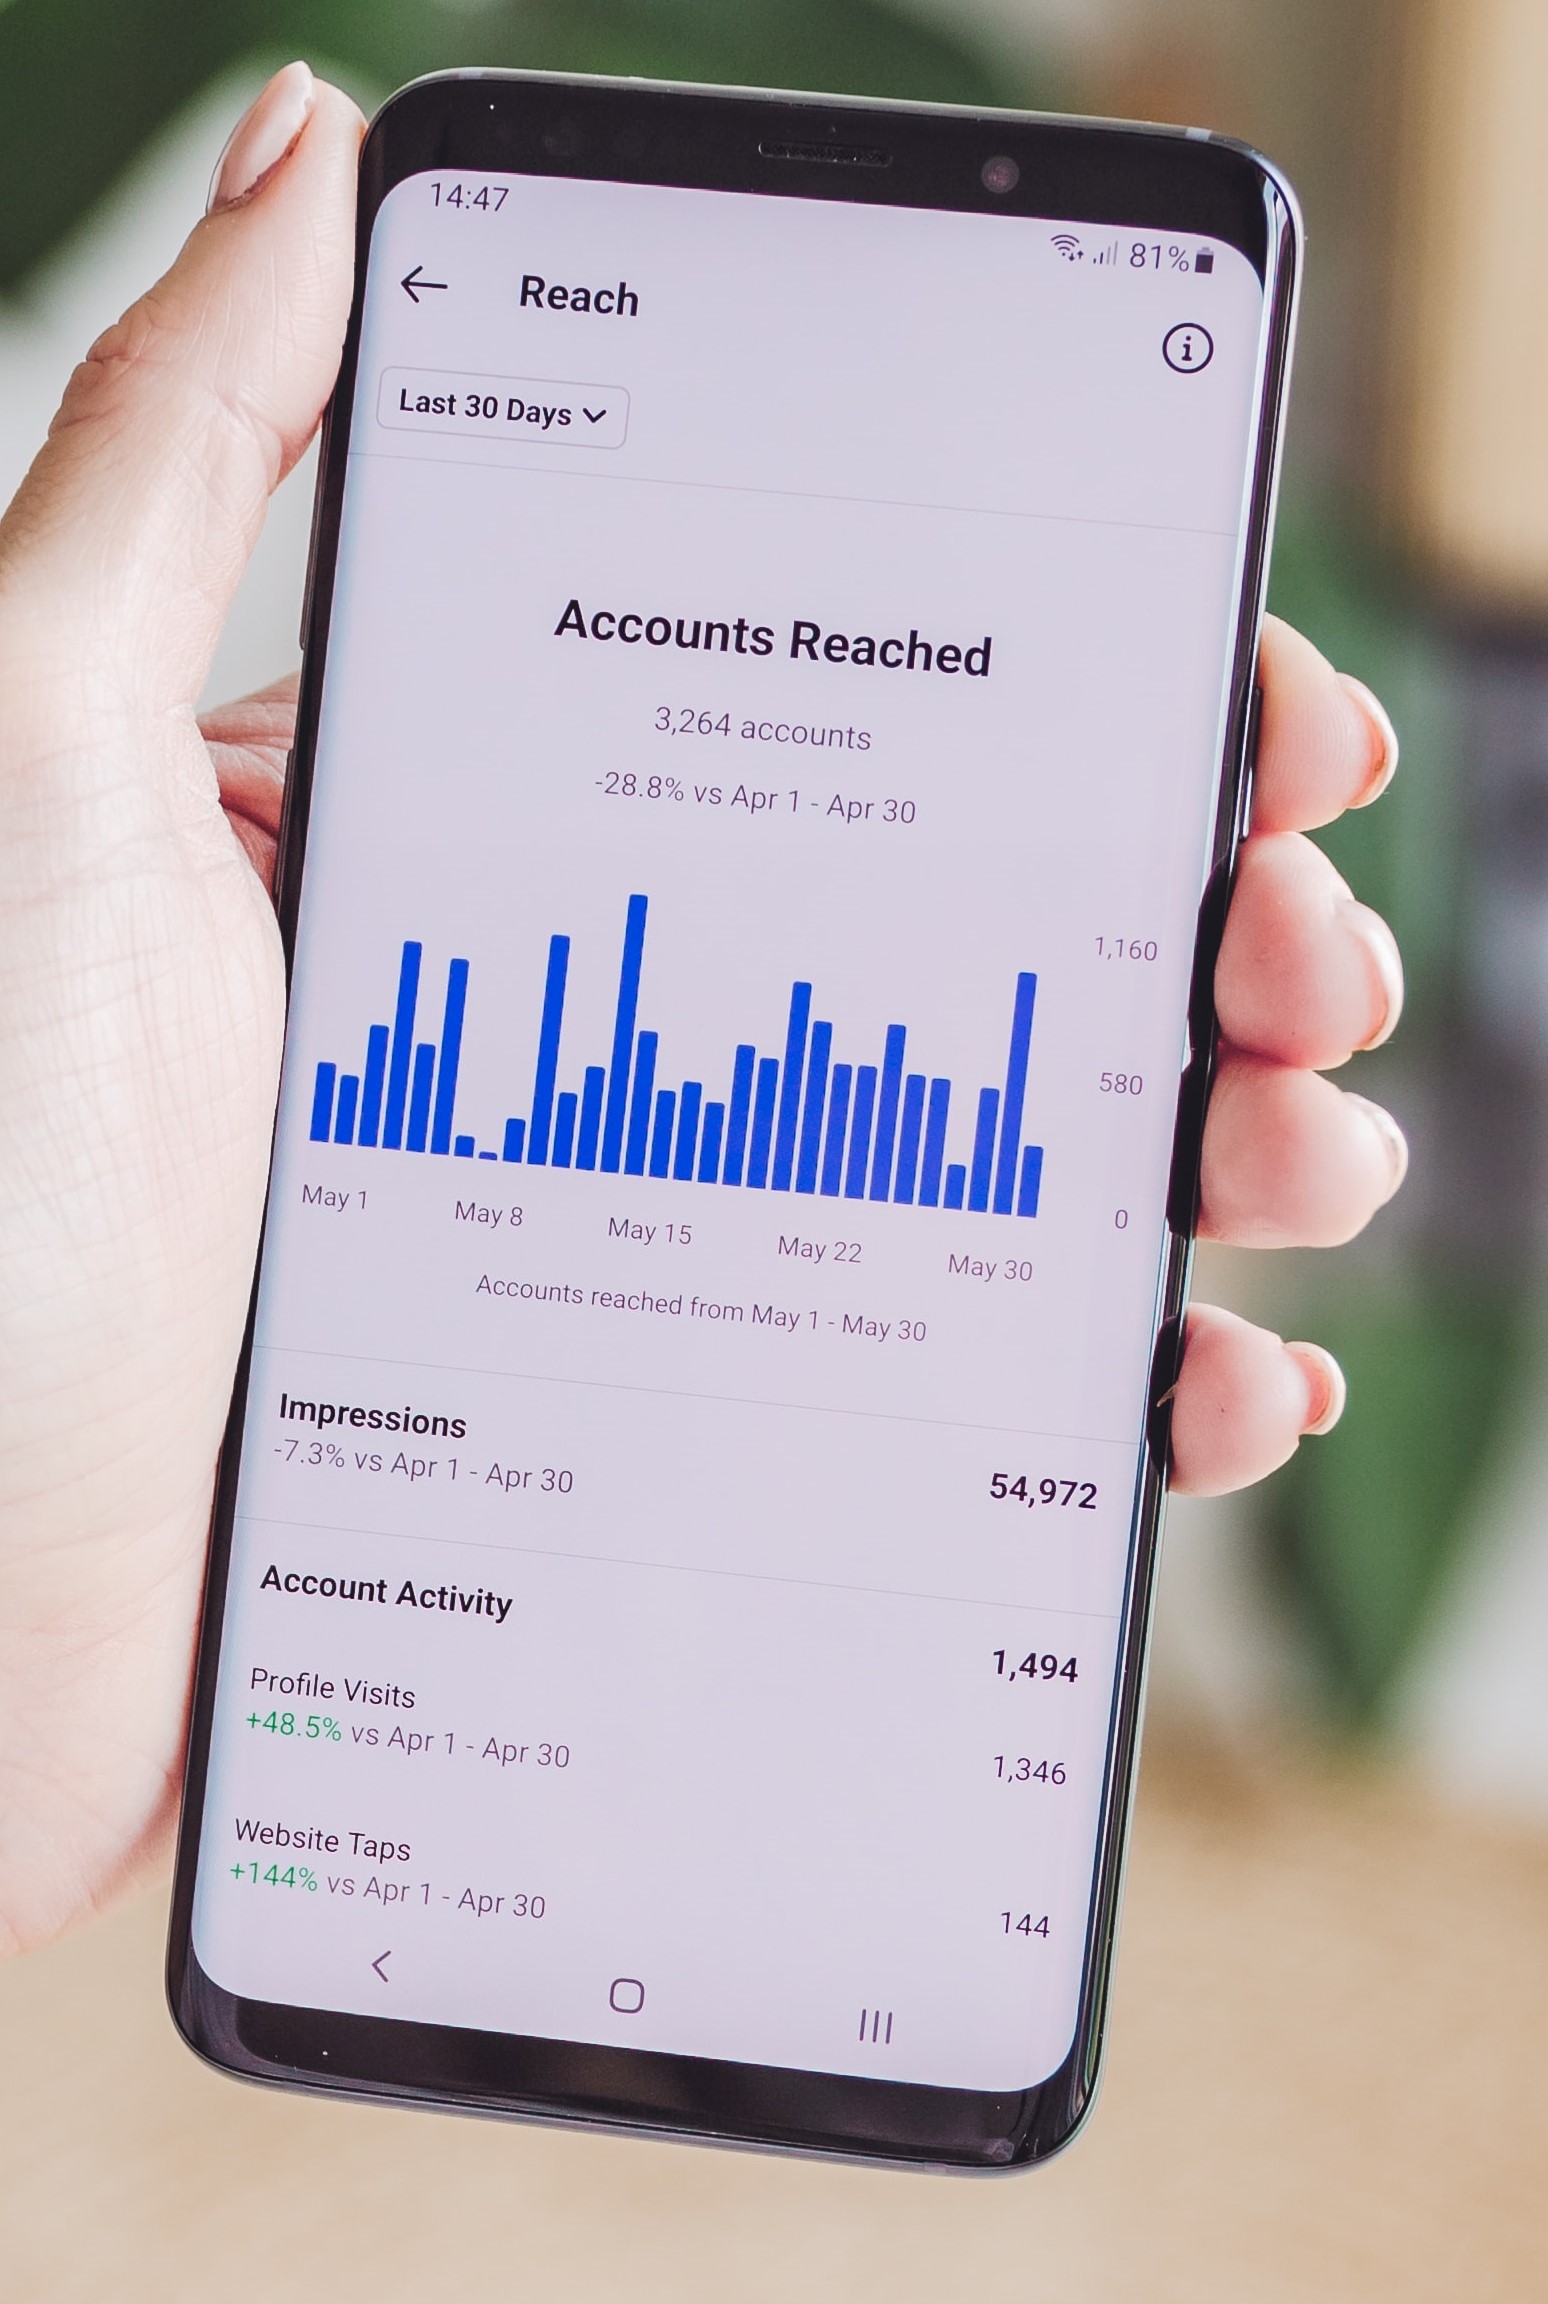 14:47
81%
Reach
Last 30 Days
Accounts Reached
3,264 accounts
-28.8% vs Apr 1 - Apr 30
1,160
580
0
May 1 May 8 May 15 May 22 May 30
Accounts reached from May 1 - May 30
Impressions
-7.3% vs Apr 1 - Apr 30
54,972
Account Activity
1,494
Profile Visits
+48.5% vs Apr 1 - Apr 30
1,346
Website Taps
+144% vs Apr 1 - Apr 30
144